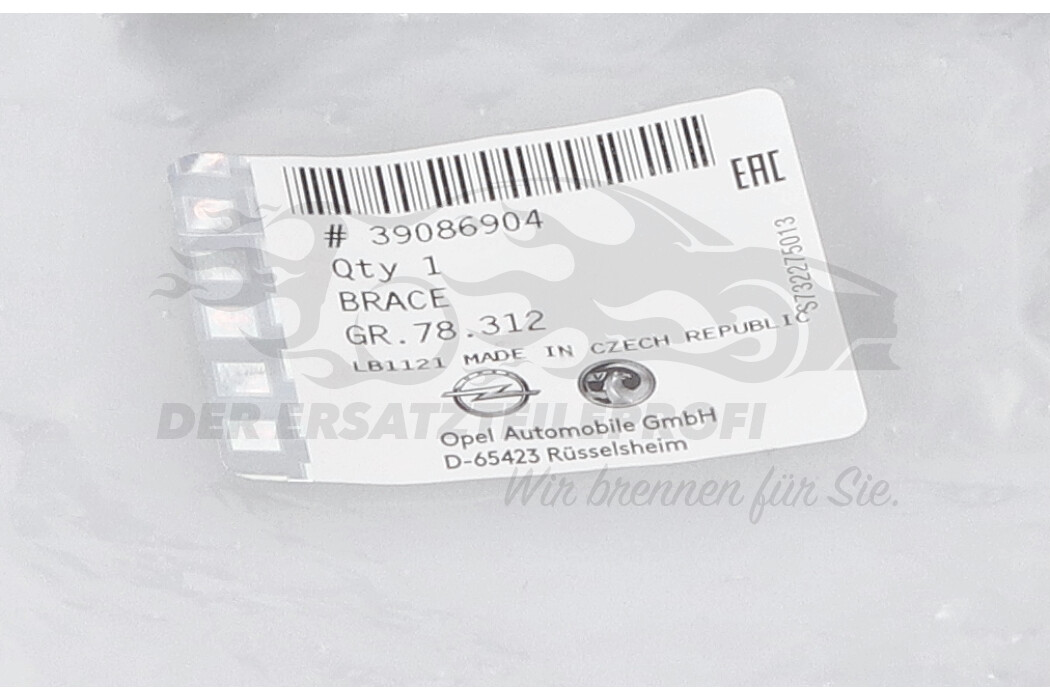 # 39086904
EAC
Qty 1
BRACE
GR.78.312
LB1121 MADE IN CZECH REPUBLIC
S732275013
Opel Automobile GmbH
D-65423 Rüsselsheim
DER ERSATZTEILEPROFI
Wir brennen für Sie.